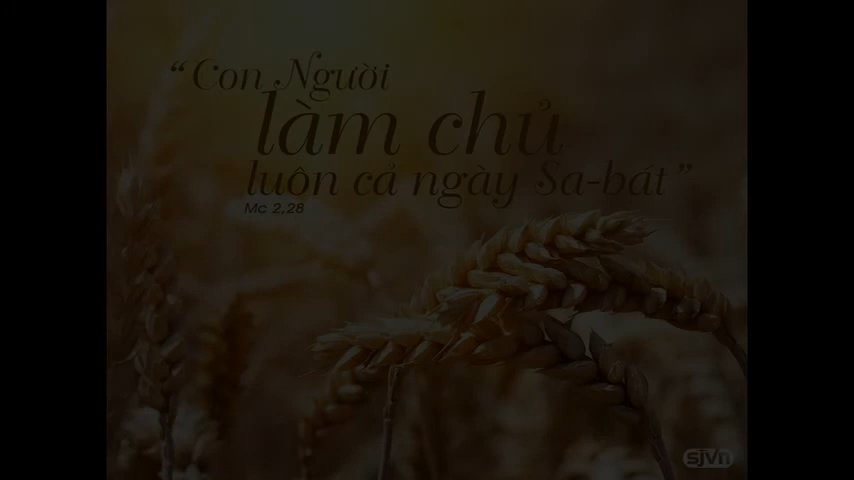 “Con Người
làm chủ
luôn cả ngày Sa-bát”
Mc 2,28
sjvn